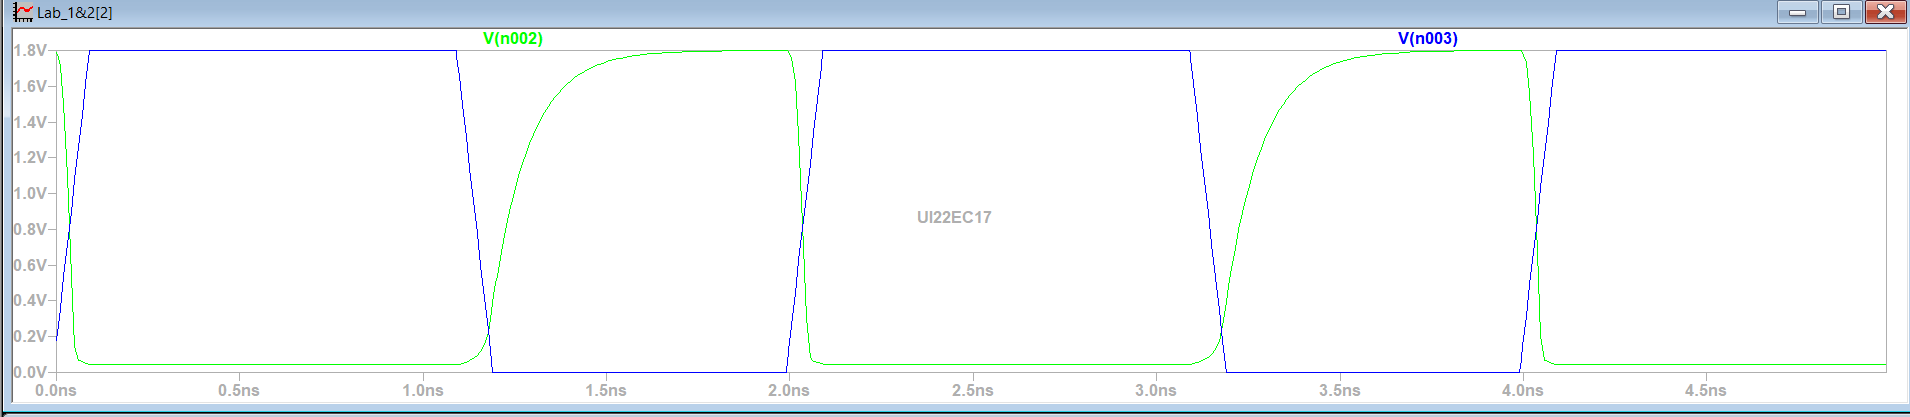 Lab_1&2[2]
V(n002) V(n003)
1.8V
1.6V
1.4V
1.2V
1.0V
0.8V
0.6V
0.4V
0.2V
0.0V
UI22EC17
0.0ns 0.5ns 1.0ns 1.5ns 2.0ns 2.5ns 3.0ns 3.5ns 4.0ns 4.5ns